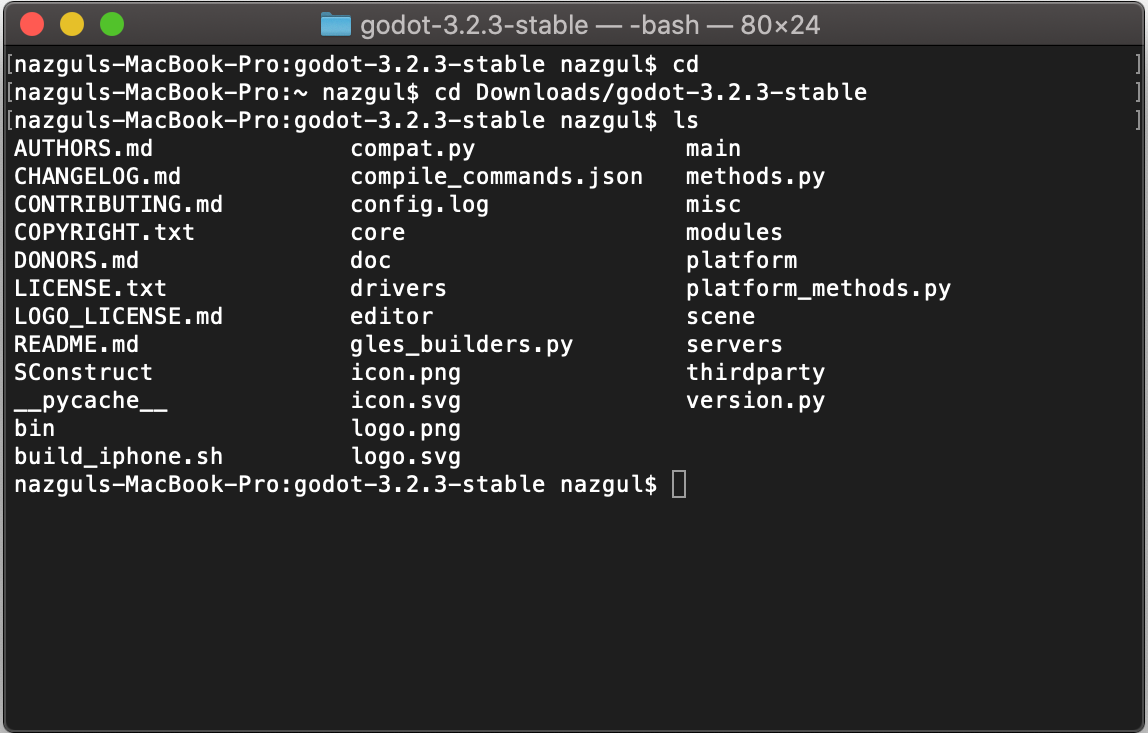 godot-3.2.3-stable — -bash — 80×24
[nazguls-MacBook-Pro:godot-3.2.3-stable nazgul$ cd ]
[nazguls-MacBook-Pro:~ nazgul$ cd Downloads/godot-3.2.3-stable ]
[nazguls-MacBook-Pro:godot-3.2.3-stable nazgul$ ls ]
AUTHORS.md compat.py main
CHANGELOG.md compile_commands.json methods.py
CONTRIBUTING.md config.log misc
COPYRIGHT.txt core modules
DONORS.md doc platform
LICENSE.txt drivers platform_methods.py
LOGO_LICENSE.md editor scene
README.md gles_builders.py servers
SConstruct icon.png thirdparty
__pycache__ icon.svg version.py
bin logo.png
build_iphone.sh logo.svg
nazguls-MacBook-Pro:godot-3.2.3-stable nazgul$